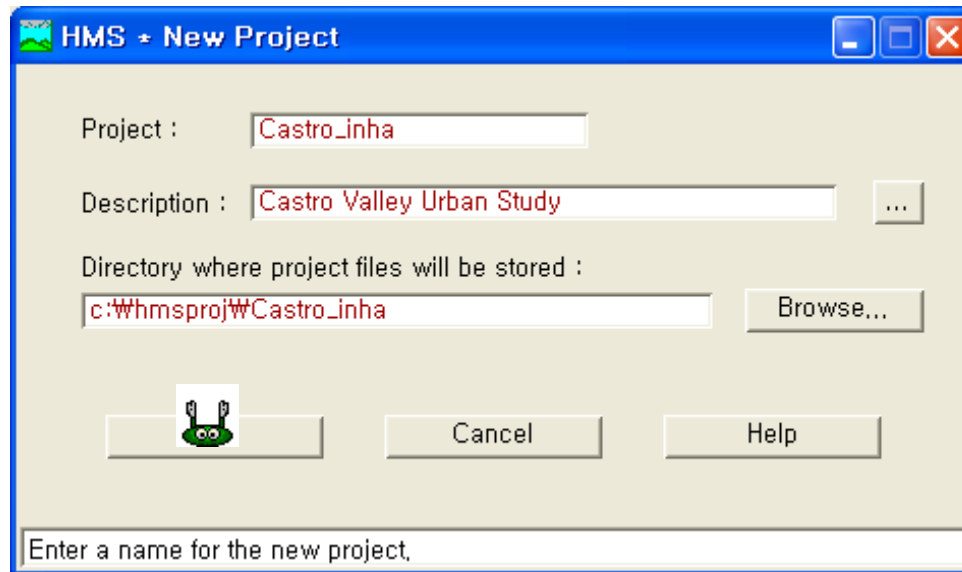 HMS * New Project
Project : Castro_inha
Description : Castro Valley Urban Study ...
Directory where project files will be stored :
c:₩hmsproj₩Castro_inha Browse...
Cancel Help
Enter a name for the new project.